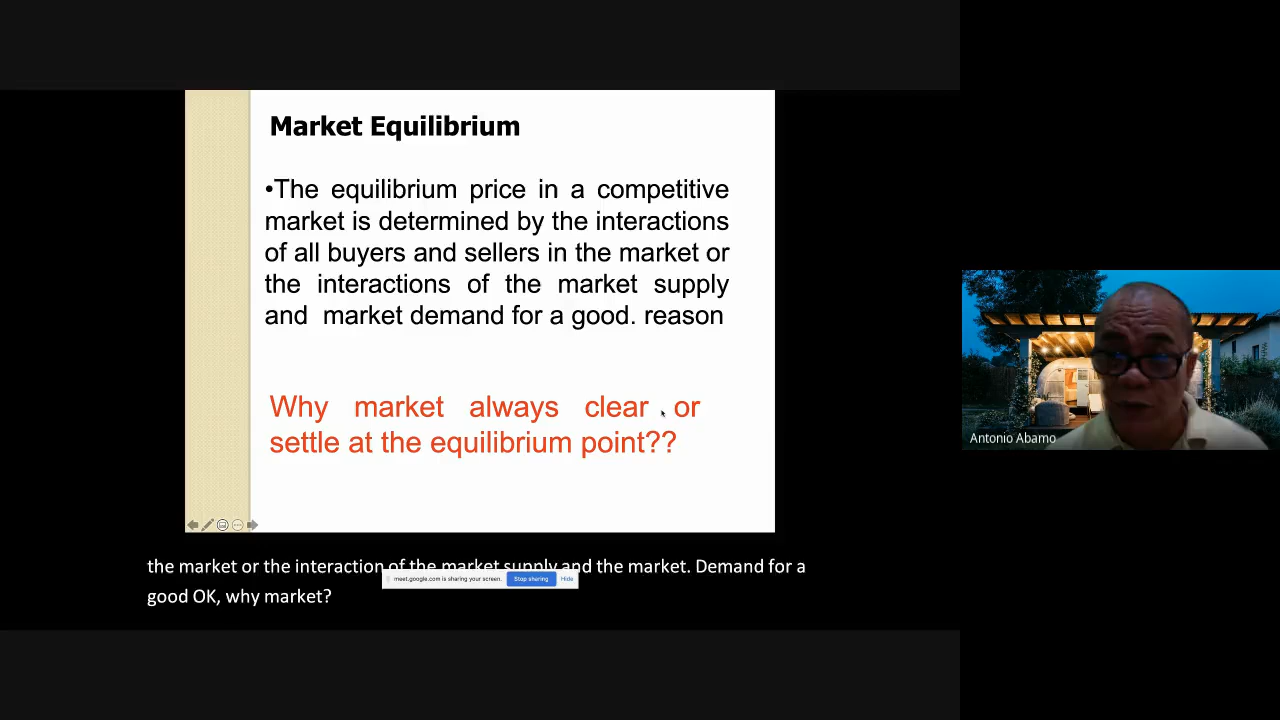 Market Equilibrium
•The equilibrium price in a competitive
market is determined by the interactions
of all buyers and sellers in the market or
the interactions of the market supply
and market demand for a good. reason
Why market always clear or
settle at the equilibrium point??
Antonio Abamo
the market or the interaction of the market supply and the market. Demand for a
meet.google.com is sharing your screen. Stop sharing Hide
good OK, why market?